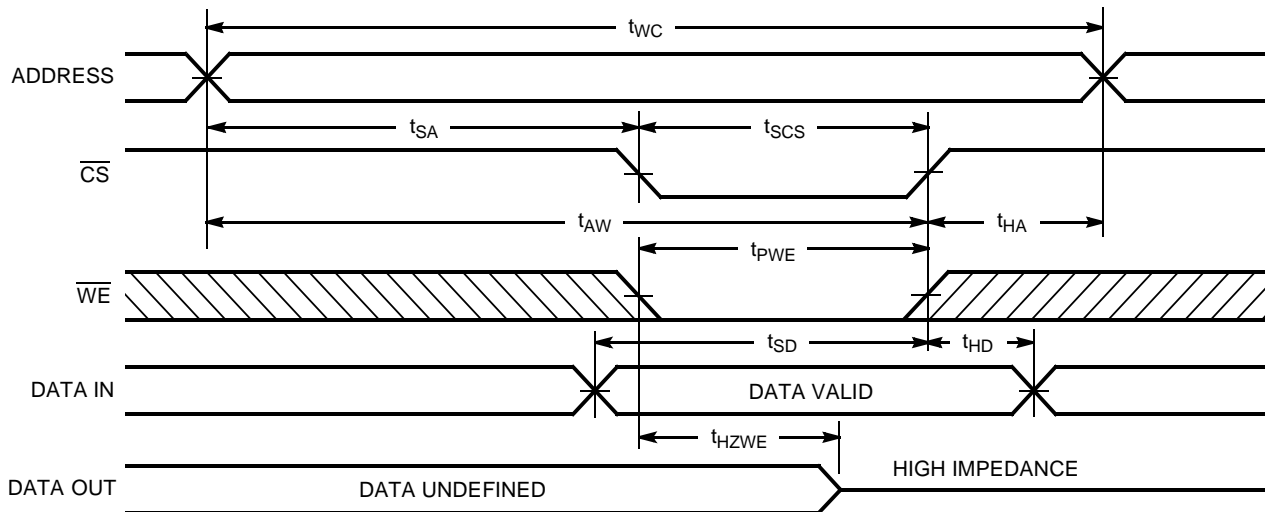 tWC
ADDRESS
tSA
tSCS
CS
tAW
tHA
tPWE
WE
tSD
tHD
DATA IN
DATA VALID
tHZWE
DATA OUT
DATA UNDEFINED
HIGH IMPEDANCE